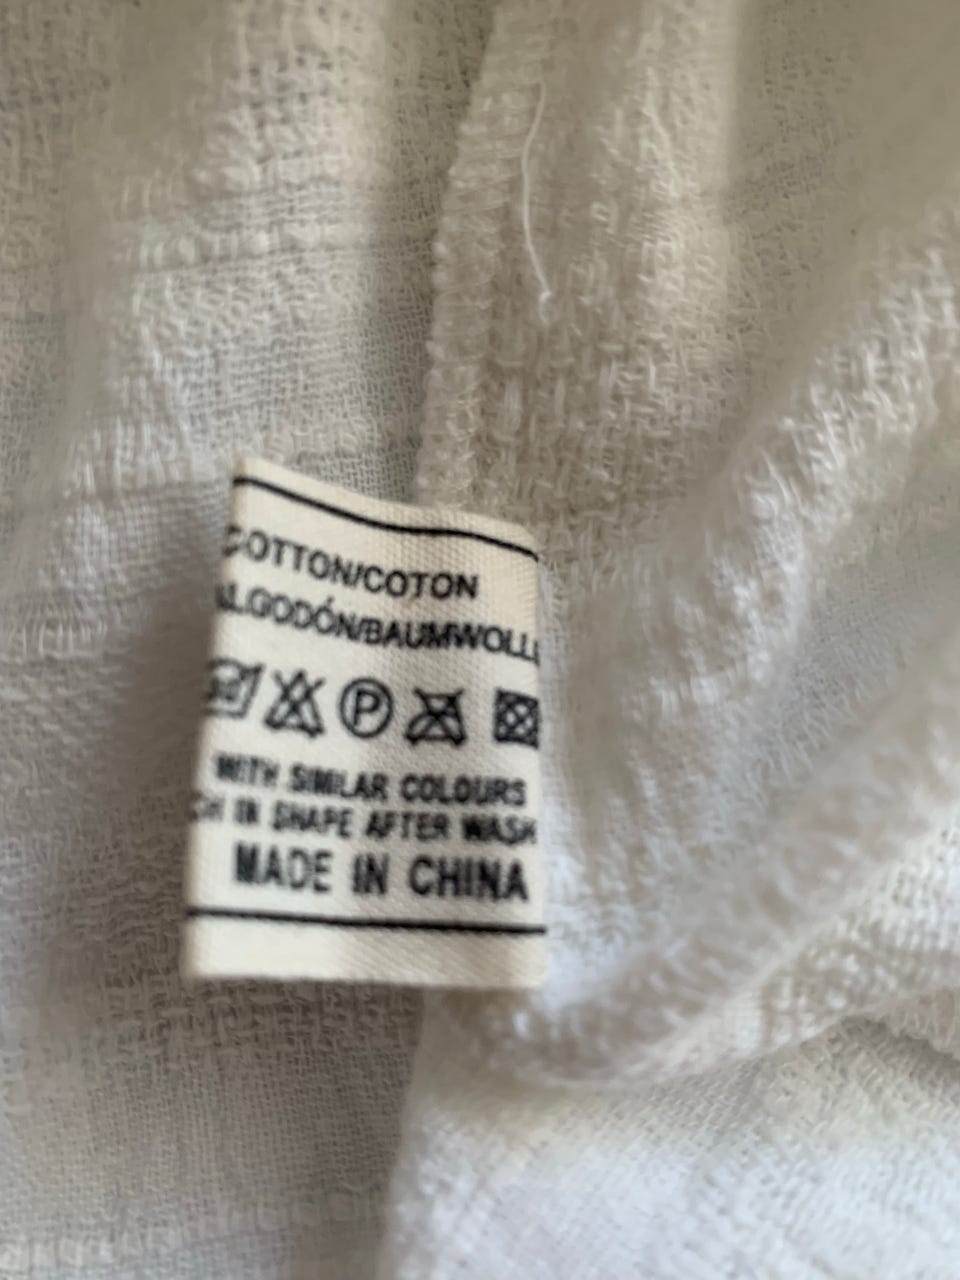 COTTON/COTON
ALGODÓN/BAUMWOLLE
P
WITH SIMILAR COLOURS
IN SHAPE AFTER WASH
MADE IN CHINA